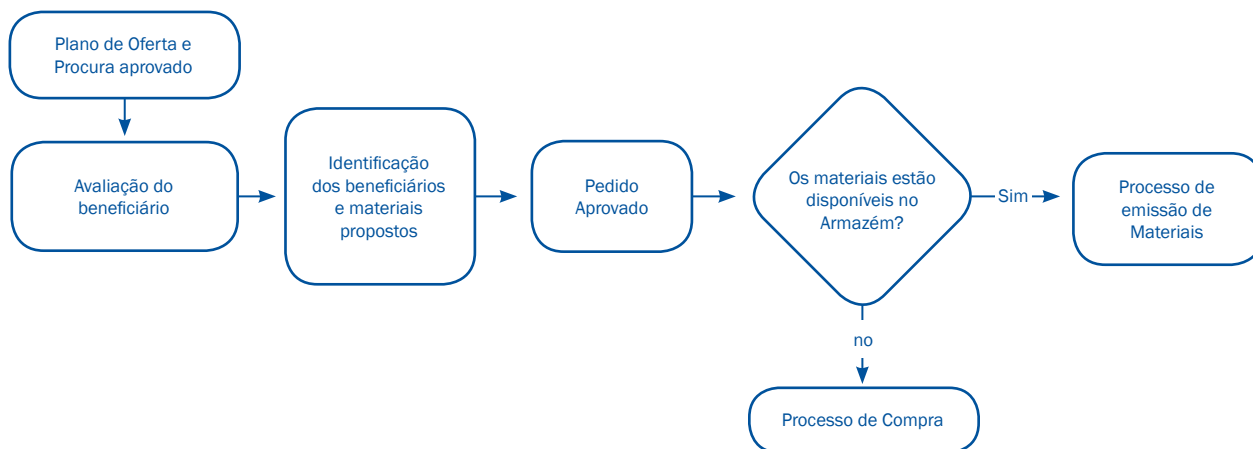 Plano de Oferta e
Procura aprovado
Avaliação do
beneficiário
Identificação
dos beneficiários
e materiais
propostos
Pedido
Aprovado
Os materiais estão
disponíveis no
Armazém?
Sim
Processo de
emissão de
Materiais
no
Processo de Compra